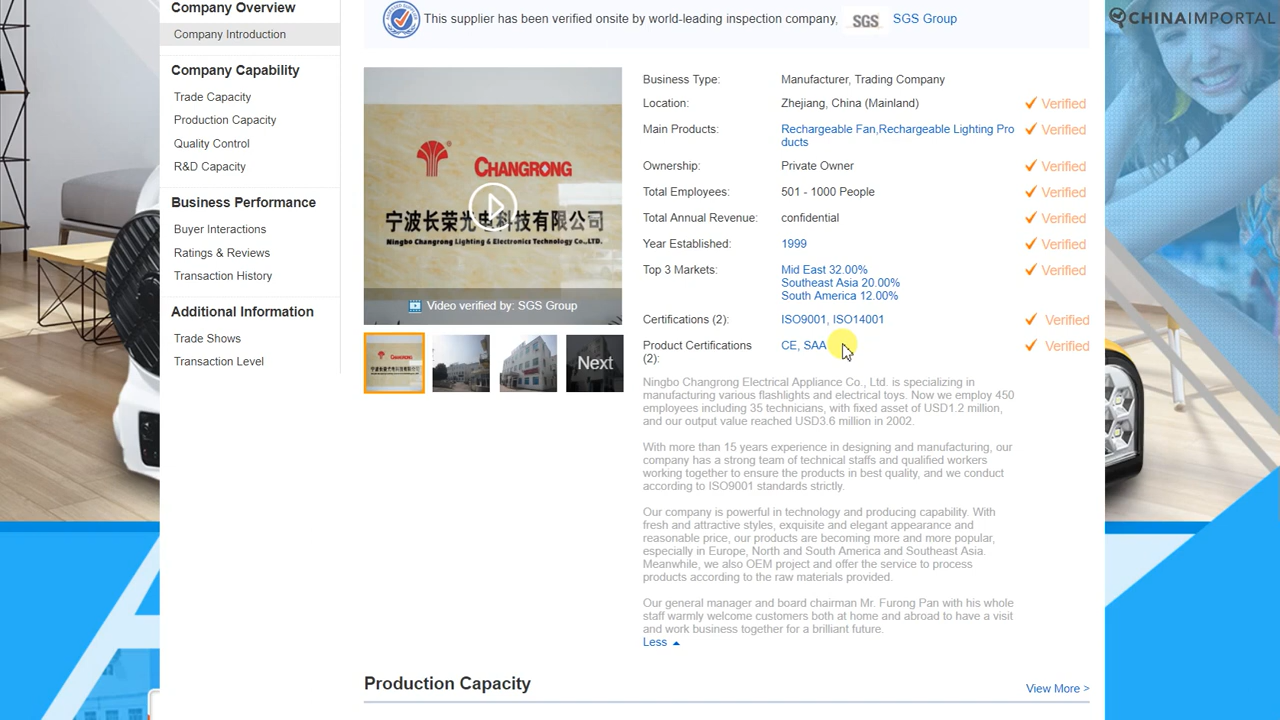 Company Overview
Company Introduction
Company Capability
Trade Capacity
Production Capacity
Quality Control
R&D Capacity
Business Performance
Buyer Interactions
Ratings & Reviews
Transaction History
Additional Information
Trade Shows
Transaction Level
This supplier has been verified onsite by world-leading inspection company, SGS SGS Group
CHINAIMPORTAL
CHANGRONG
宁波长荣光电科技有限公司
Ningbo Changrong Lighting & Electronics Technology Co.,LTD.
Video verified by: SGS Group
Next
Business Type: Manufacturer, Trading Company
Location: Zhejiang, China (Mainland) Verified
Main Products: Rechargeable Fan,Rechargeable Lighting Pro
ducts Verified
Ownership: Private Owner Verified
Total Employees: 501 - 1000 People Verified
Total Annual Revenue: confidential Verified
Year Established: 1999 Verified
Top 3 Markets: Mid East 32.00% Verified
Southeast Asia 20.00%
South America 12.00%
Certifications (2): ISO9001, ISO14001 Verified
Product Certifications CE, SAA Verified
(2):
Ningbo Changrong Electrical Appliance Co., Ltd. is specializing in
manufacturing various flashlights and electrical toys. Now we employ 450
employees including 35 technicians, with fixed asset of USD1.2 million,
and our output value reached USD3.6 million in 2002.
With more than 15 years experience in designing and manufacturing, our
company has a strong team of technical staffs and qualified workers
working together to ensure the products in best quality, and we conduct
according to ISO9001 standards strictly.
Our company is powerful in technology and producing capability. With
fresh and attractive styles, exquisite and elegant appearance and
reasonable price, our products are becoming more and more popular,
especially in Europe, North and South America and Southeast Asia.
Meanwhile, we also OEM project and offer the service to process
products according to the raw materials provided.
Our general manager and board chairman Mr. Furong Pan with his whole
staff warmly welcome customers both at home and abroad to have a visit
and work business together for a brilliant future.
Less
Production Capacity
View More >